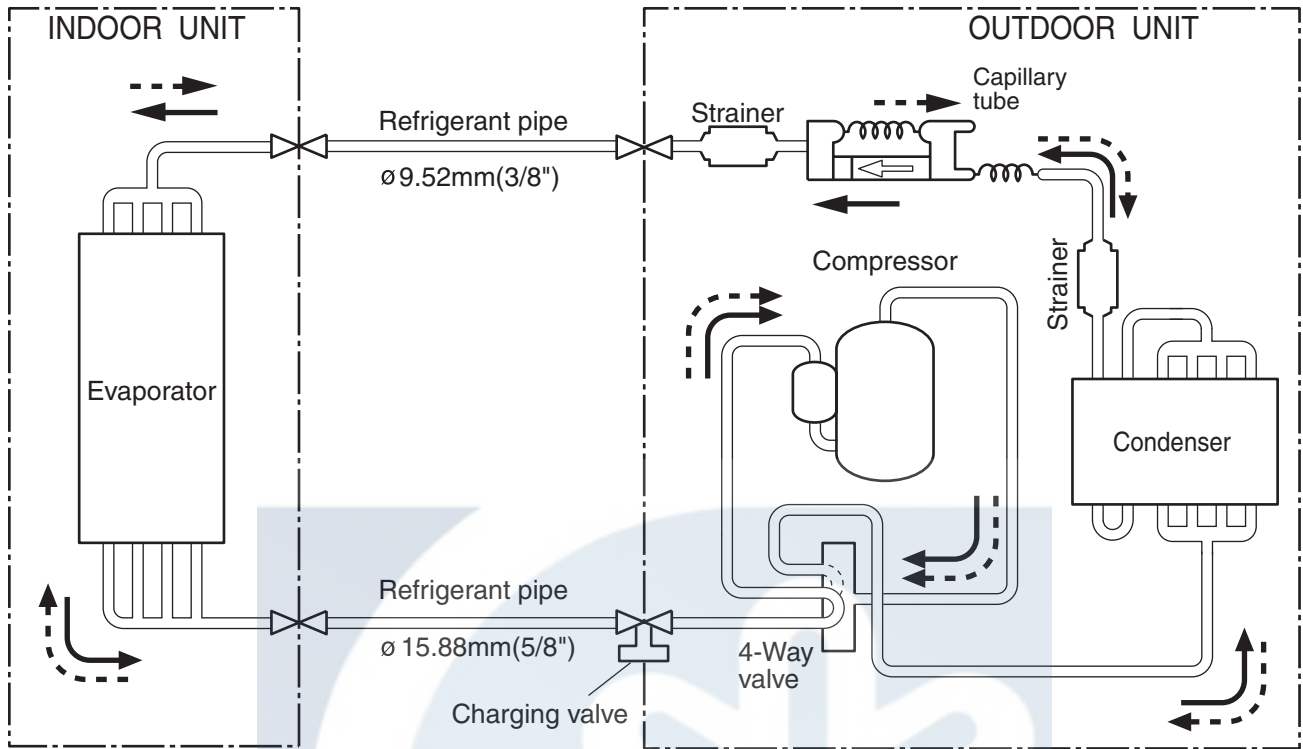 INDOOR UNIT
OUTDOOR UNIT
Capillary
tube
Strainer
Refrigerant pipe
ø 9.52mm(3/8")
Compressor
Strainer
Evaporator
Condenser
Refrigerant pipe
ø 15.88mm(5/8")
4-Way
valve
Charging valve